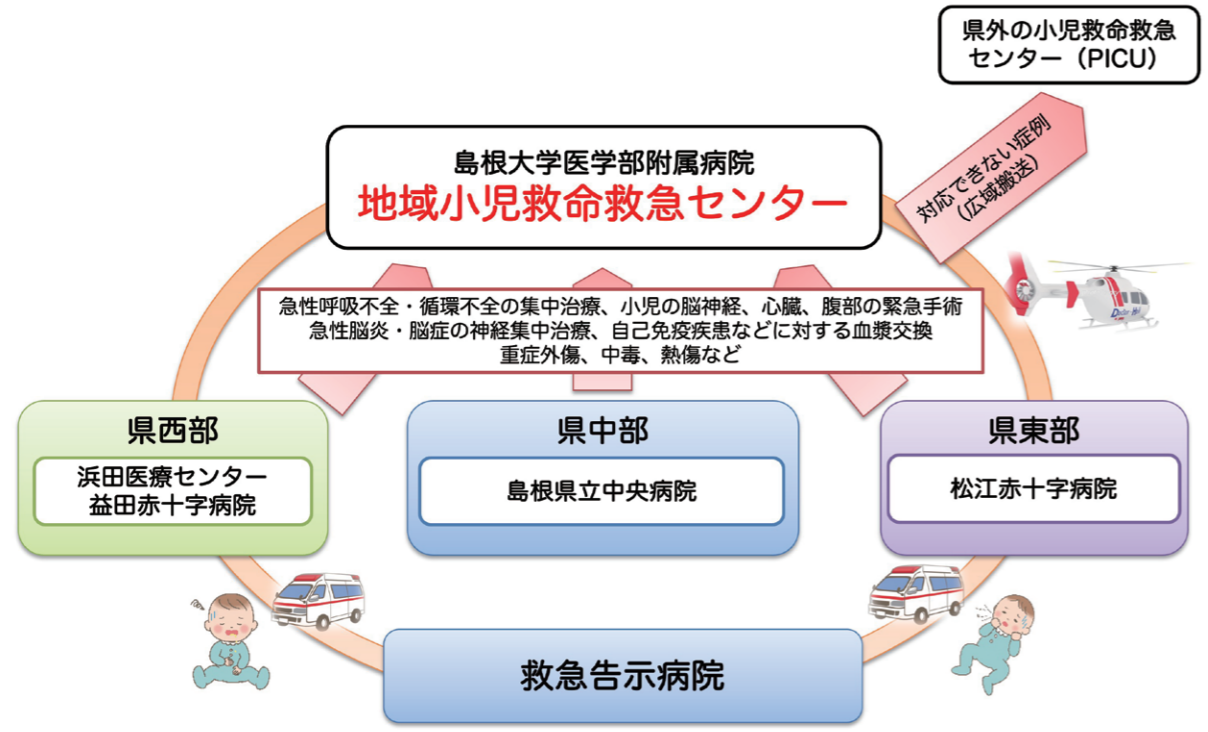 県外の小児救命救急
センター（PICU）
島根大学医学部附属病院
地域小児救命救急センター
対応できない症例
（広域搬送）
急性呼吸不全・循環不全の集中治療、小児の脳神経、心臓、腹部の緊急手術
急性脳炎・脳症の神経集中治療、自己免疫疾患などに対する血漿交換
重症外傷、中毒、熱傷など
県西部
浜田医療センター
益田赤十字病院
県中部
島根県立中央病院
県東部
松江赤十字病院
救急告示病院